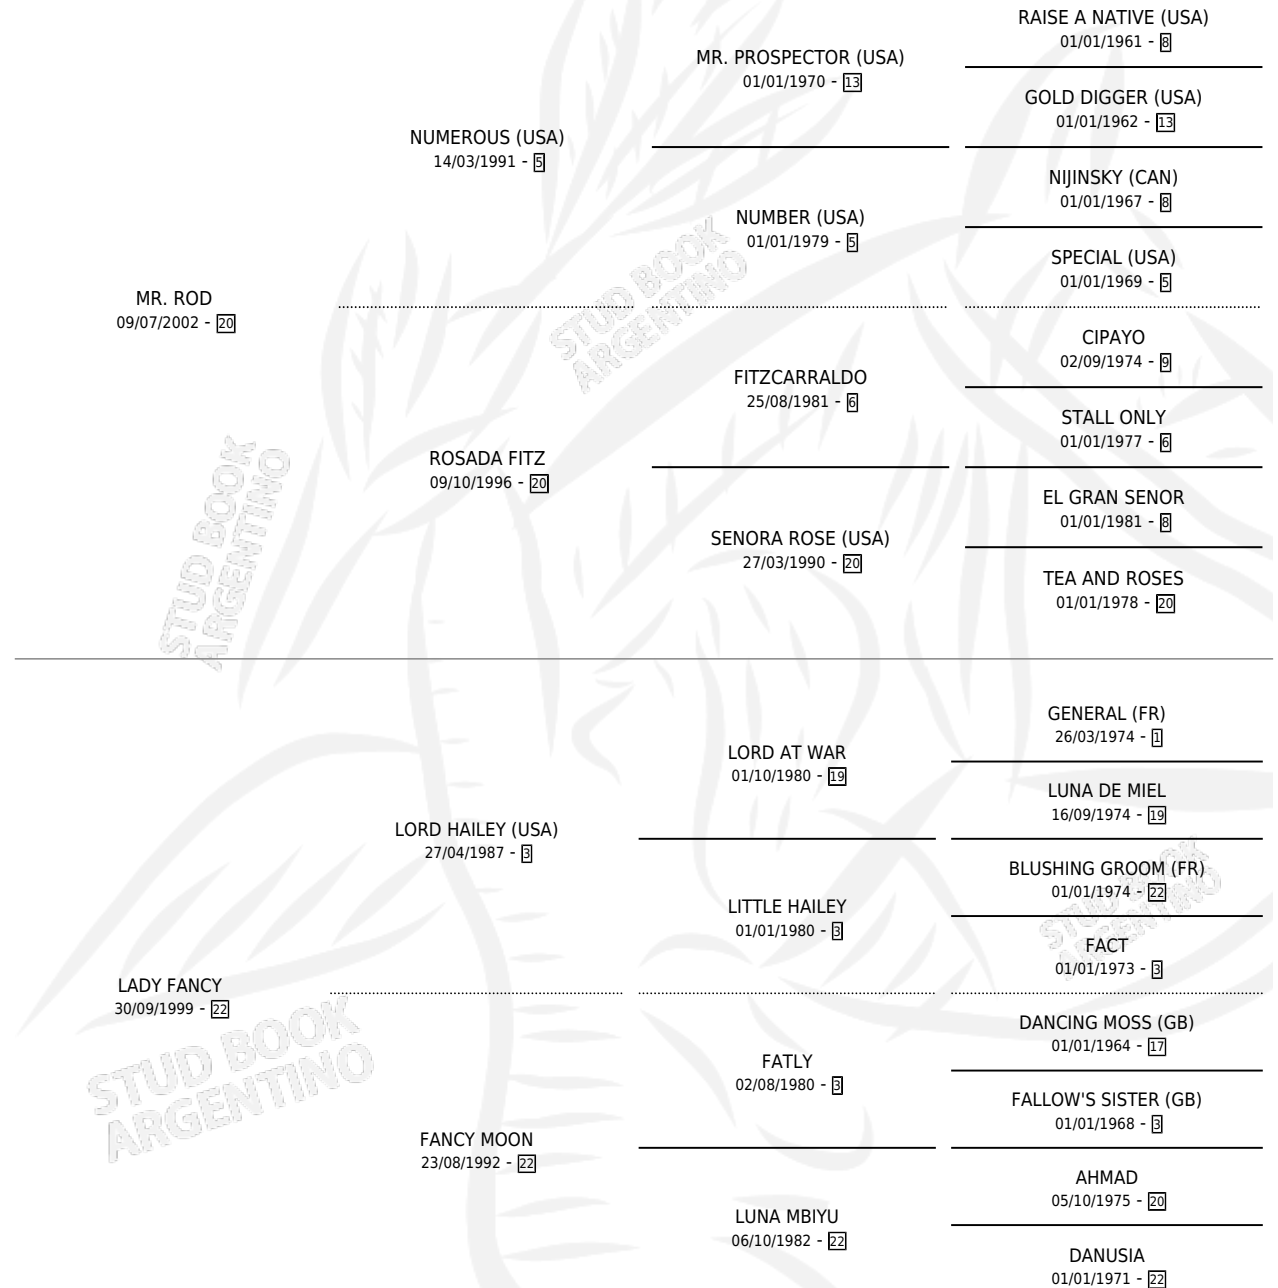 RAISE A NATIVE (USA)
01/01/1961 - 8
MR. PROSPECTOR (USA)
01/01/1970 - 13
GOLD DIGGER (USA)
01/01/1962 - 13
NUMEROUS (USA)
14/03/1991 - 5
NIJINSKY (CAN)
01/01/1967 - 8
NUMBER (USA)
01/01/1979 - 5
SPECIAL (USA)
01/01/1969 - 5
MR. ROD
09/07/2002 - 20
CIPAYO
02/09/1974 - 9
FITZCARRALDO
25/08/1981 - 6
STALL ONLY
01/01/1977 - 6
ROSADA FITZ
09/10/1996 - 20
EL GRAN SENOR
01/01/1981 - 8
SENORA ROSE (USA)
27/03/1990 - 20
TEA AND ROSES
01/01/1978 - 20
STUD BOOK
ARGENTINO
STUD BOOK
ARGENTINO
GENERAL (FR)
26/03/1974 - 1
LORD AT WAR
01/10/1980 - 19
LUNA DE MIEL
16/09/1974 - 19
LORD HAILEY (USA)
27/04/1987 - 3
BLUSHING GROOM (FR)
01/01/1974 - 22
LITTLE HAILEY
01/01/1980 - 3
FACT
01/01/1973 - 3
STUD BOOK
ARGENTINO
LADY FANCY
30/09/1999 - 22
DANCING MOSS (GB)
01/01/1964 - 17
FATLY
02/08/1980 - 3
FALLOW'S SISTER (GB)
01/01/1968 - 3
STUD BOOK
ARGENTINO
FANCY MOON
23/08/1992 - 22
AHMAD
05/10/1975 - 20
LUNA MBIYU
06/10/1982 - 22
DANUSIA
01/01/1971 - 22